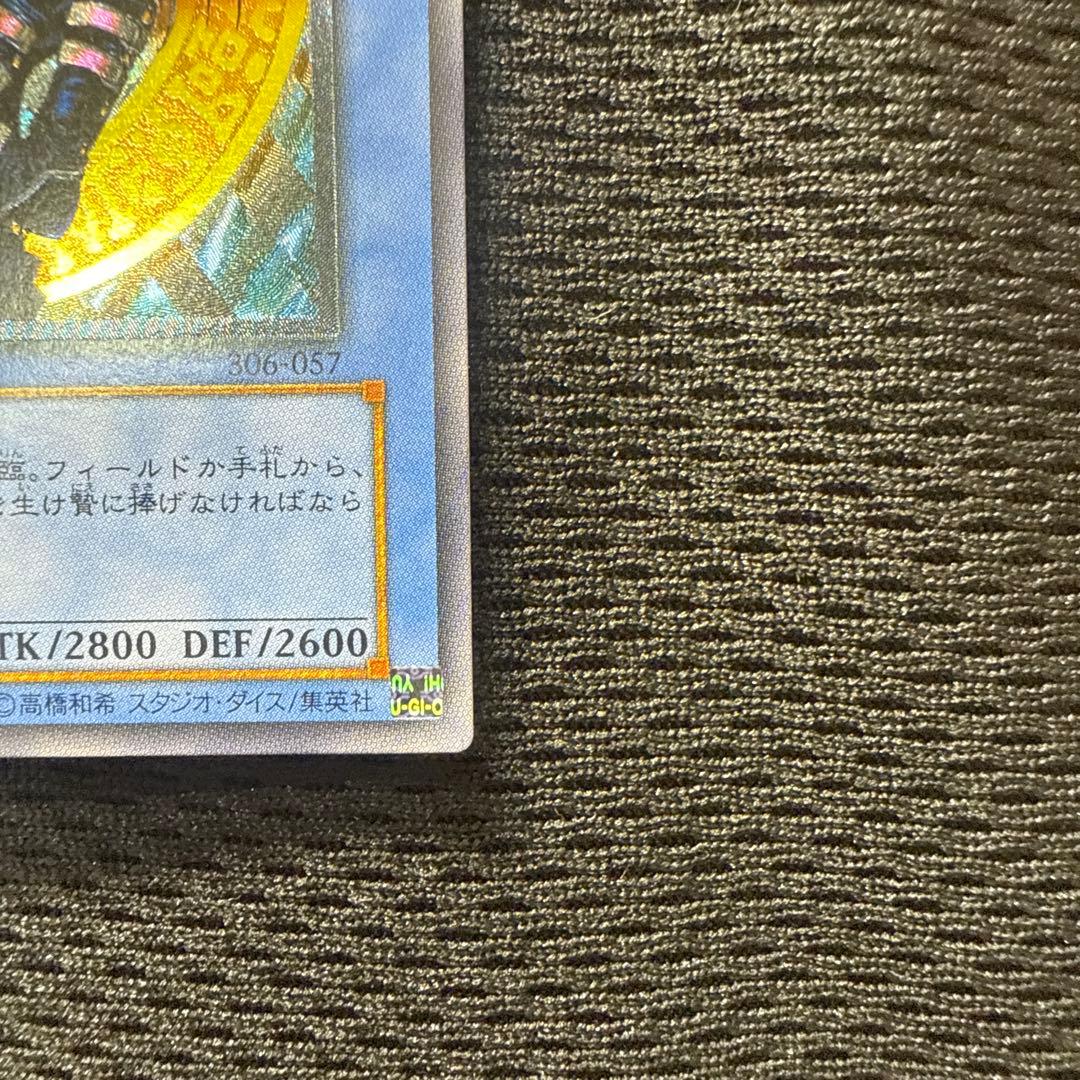 306-057
臨。フィールドか手札から、
生け贄に捧げなければなら
TK/2800 DEF/2600
©高橋和希 スタジオ・ダイス/集英社
U-GI-O